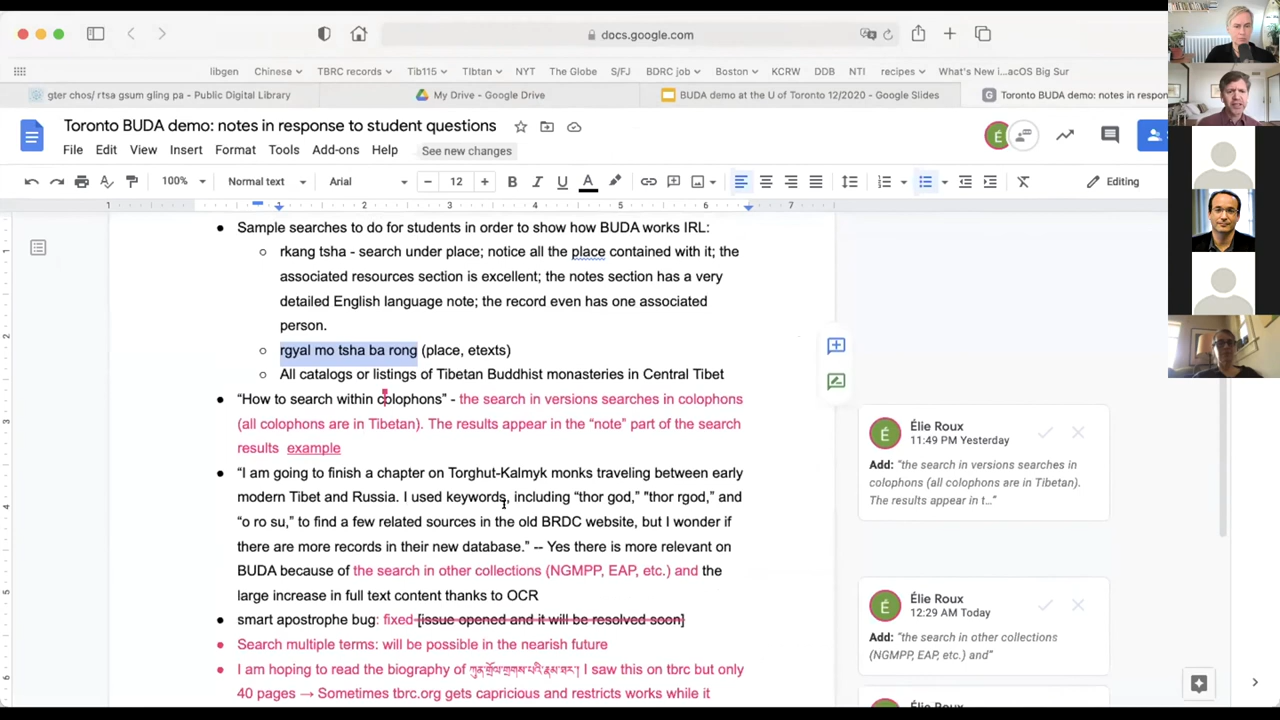 docs.google.com
libgen Chinese TBRC records Tib115 TIbtan NYT The Globe S/FJ BDRC job Boston KCRW DDB NTI recipes What's New i...acOS Big Sur
gter chos/ rtsa gsum gling pa - Public Digital Library My Drive - Google Drive BUDA demo at the U of Toronto 12/2020 - Google Slides Toronto BUDA demo: notes in respon
Toronto BUDA demo: notes in response to student questions
File Edit View Insert Format Tools Add-ons Help See new changes
100% Normal text Arial 12 B I U A Editing
1 1 2 3 4 5 6 7
Sample searches to do for students in order to show how BUDA works IRL:
rkang tsha - search under place; notice all the place contained with it; the
associated resources section is excellent; the notes section has a very
detailed English language note; the record even has one associated
person.
rgyal mo tsha ba rong (place, etexts)
All catalogs or listings of Tibetan Buddhist monasteries in Central Tibet
“How to search within colophons” - the search in versions searches in colophons
(all colophons are in Tibetan). The results appear in the “note” part of the search
results example
“I am going to finish a chapter on Torghut-Kalmyk monks traveling between early
modern Tibet and Russia. I used keywords, including “thor god,” "thor rgod,” and
“o ro su,” to find a few related sources in the old BRDC website, but I wonder if
there are more records in their new database.” -- Yes there is more relevant on
BUDA because of the search in other collections (NGMPP, EAP, etc.) and the
large increase in full text content thanks to OCR
smart apostrophe bug: fixed [issue opened and it will be resolved soon]
Search multiple terms: will be possible in the nearish future
I am hoping to read the biography of ཀུན་གྲོལ་གྲགས་པའི་རྣམ་ཐར། I saw this on tbrc but only
40 pages → Sometimes tbrc.org gets capricious and restricts works while it
Élie Roux
11:49 PM Yesterday
Add: “the search in versions searches in
colophons (all colophons are in Tibetan).
The results appear in t...”
Élie Roux
12:29 AM Today
Add: “the search in other collections
(NGMPP, EAP, etc.) and”